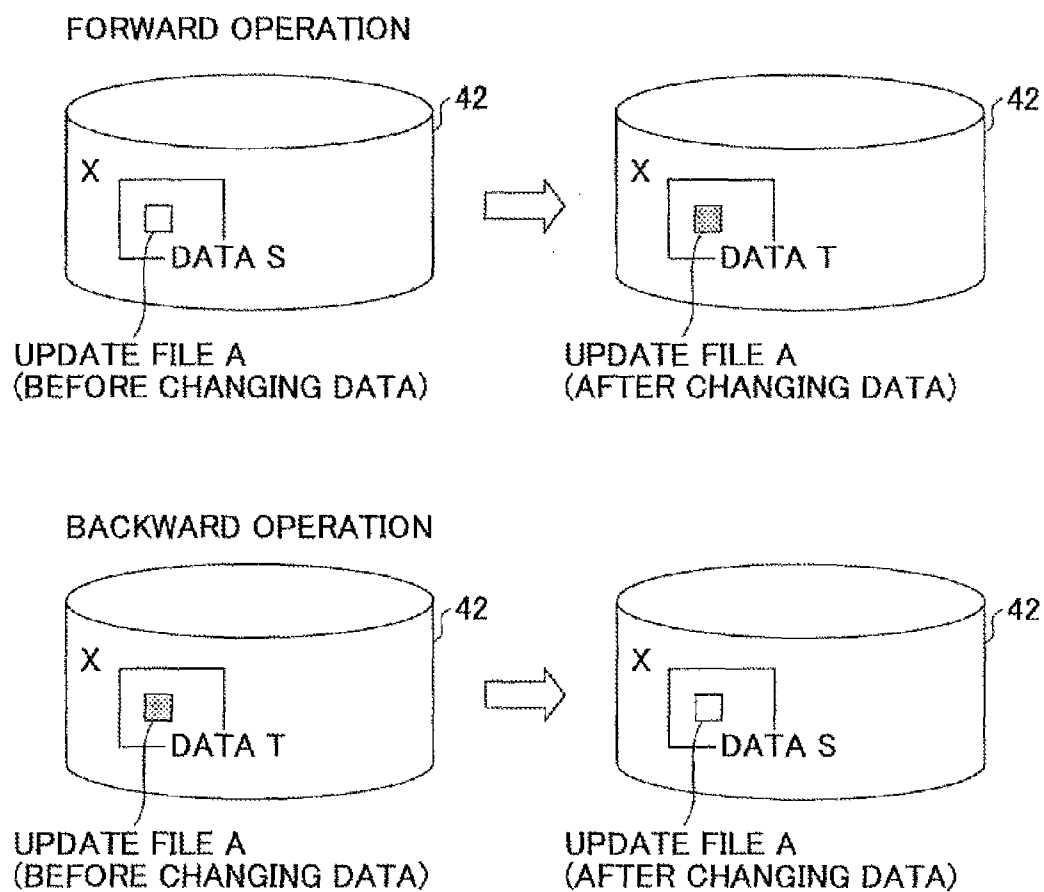 FORWARD OPERATION
42
42
X
X
DATA S
DATA T
UPDATE FILE A
(BEFORE CHANGING DATA)
UPDATE FILE A
(AFTER CHANGING DATA)
BACKWARD OPERATION
42
42
X
X
DATA T
DATA S
UPDATE FILE A
(BEFORE CHANGING DATA)
UPDATE FILE A
(AFTER CHANGING DATA)